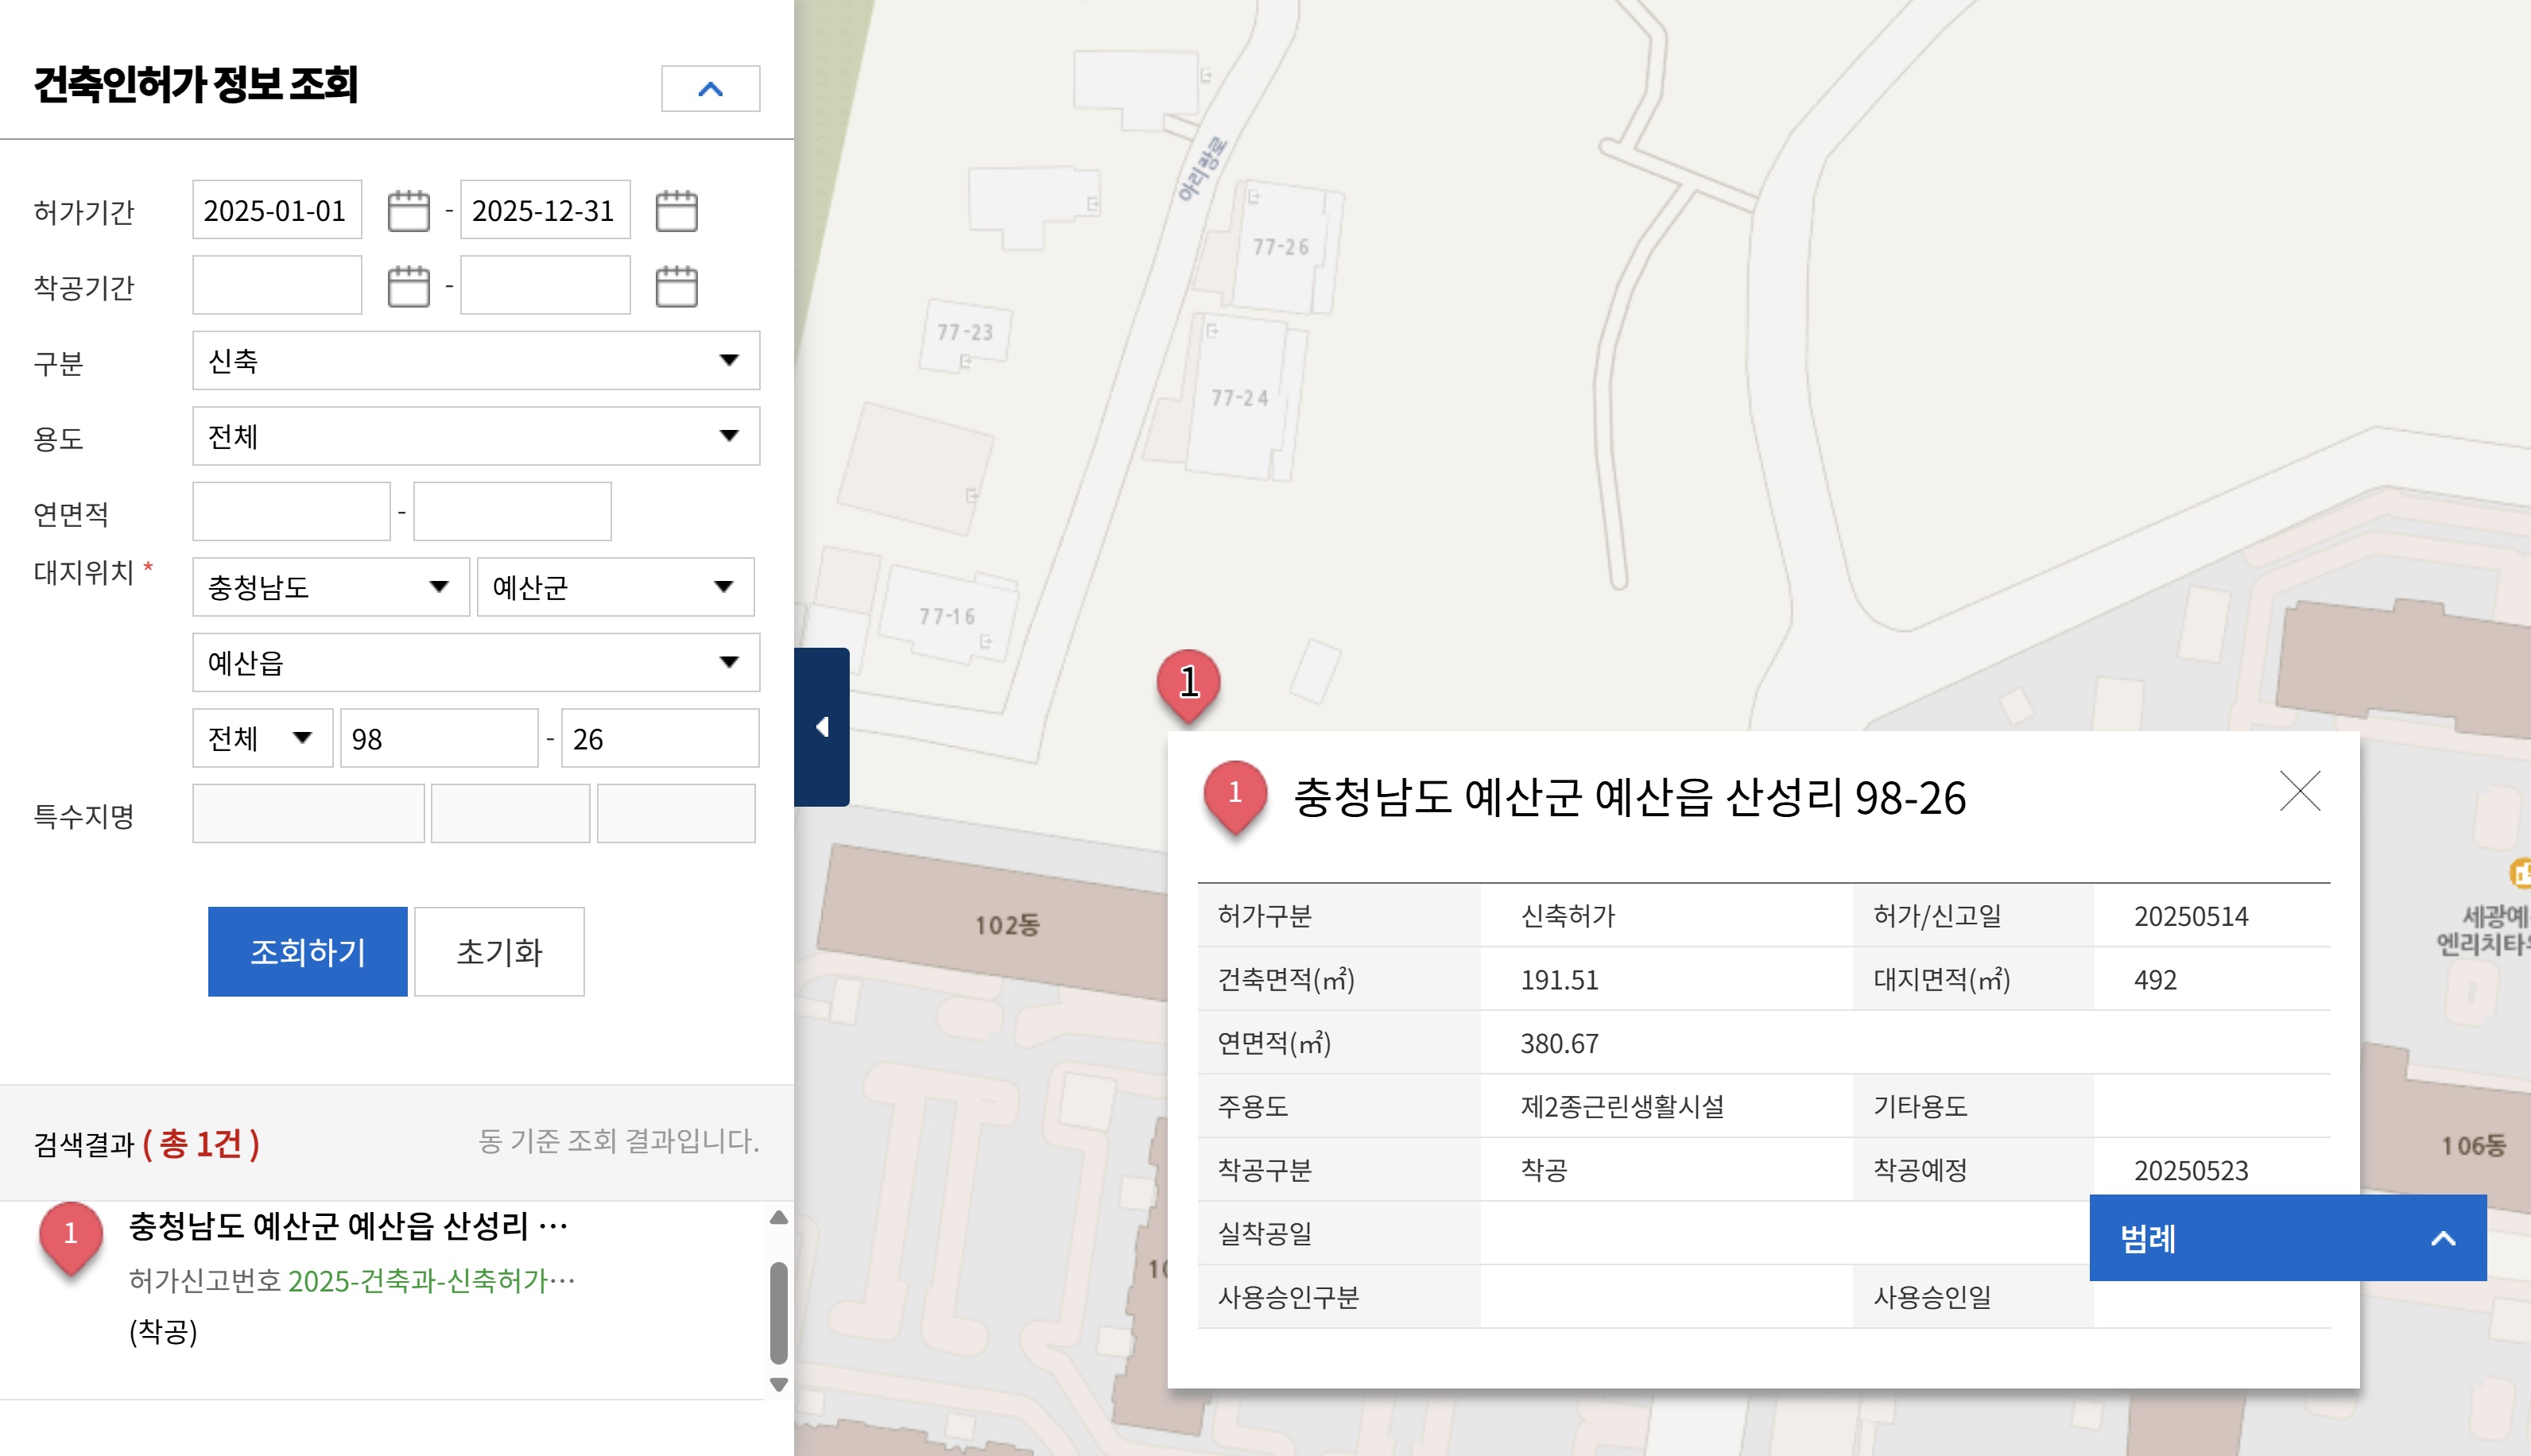 건축인허가 정보 조회
허가기간 2025-01-01 - 2025-12-31
착공기간 -
구분 신축
용도 전체
연면적 -
대지위치 * 충청남도 예산군
예산읍
전체 98 - 26
특수지명
조회하기 초기화
검색결과 ( 총 1건 ) 동 기준 조회 결과입니다.
1 충청남도 예산군 예산읍 산성리 ···
허가신고번호 2025-건축과-신축허가···
(착공)
아리랑로
77-26
77-23
77-24
77-16
1
102동
세광예
엔리치타
106동
10
1 충청남도 예산군 예산읍 산성리 98-26
허가구분 신축허가 허가/신고일 20250514
건축면적(㎡) 191.51 대지면적(㎡) 492
연면적(㎡) 380.67
주용도 제2종근린생활시설 기타용도
착공구분 착공 착공예정 20250523
실착공일
사용승인구분 사용승인일
범례